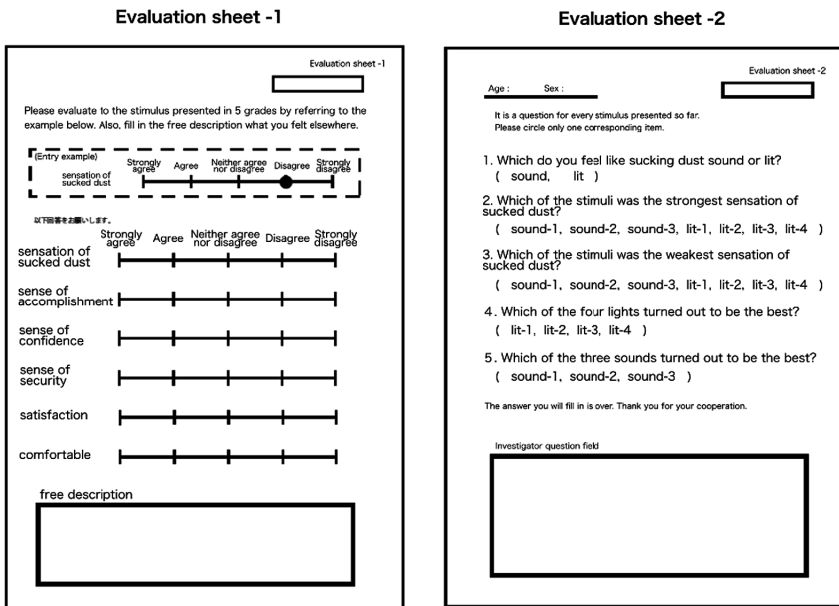 Evaluation sheet -1
Evaluation sheet -1
Please evaluate to the stimulus presented in 5 grades by referring to the
example below. Also, fill in the free description what you felt elsewhere.
(Entry example)
Strongly agree Agree Neither agree nor disagree Disagree Strongly disagree
sensation of
sucked dust
以下回答をお願いします。
Strongly agree Agree Neither agree nor disagree Disagree Strongly disagree
sensation of
sucked dust
sense of
accomplishment
sense of
confidence
sense of
security
satisfaction
comfortable
free description
Evaluation sheet -2
Evaluation sheet -2
Age : Sex :
It is a question for every stimulus presented so far.
Please circle only one corresponding item.
1. Which do you feel like sucking dust sound or lit?
( sound, lit )
2. Which of the stimuli was the strongest sensation of
sucked dust?
( sound-1, sound-2, sound-3, lit-1, lit-2, lit-3, lit-4 )
3. Which of the stimuli was the weakest sensation of
sucked dust?
( sound-1, sound-2, sound-3, lit-1, lit-2, lit-3, lit-4 )
4. Which of the four lights turned out to be the best?
( lit-1, lit-2, lit-3, lit-4 )
5. Which of the three sounds turned out to be the best?
( sound-1, sound-2, sound-3 )
The answer you will fill in is over. Thank you for your cooperation.
Investigator question field